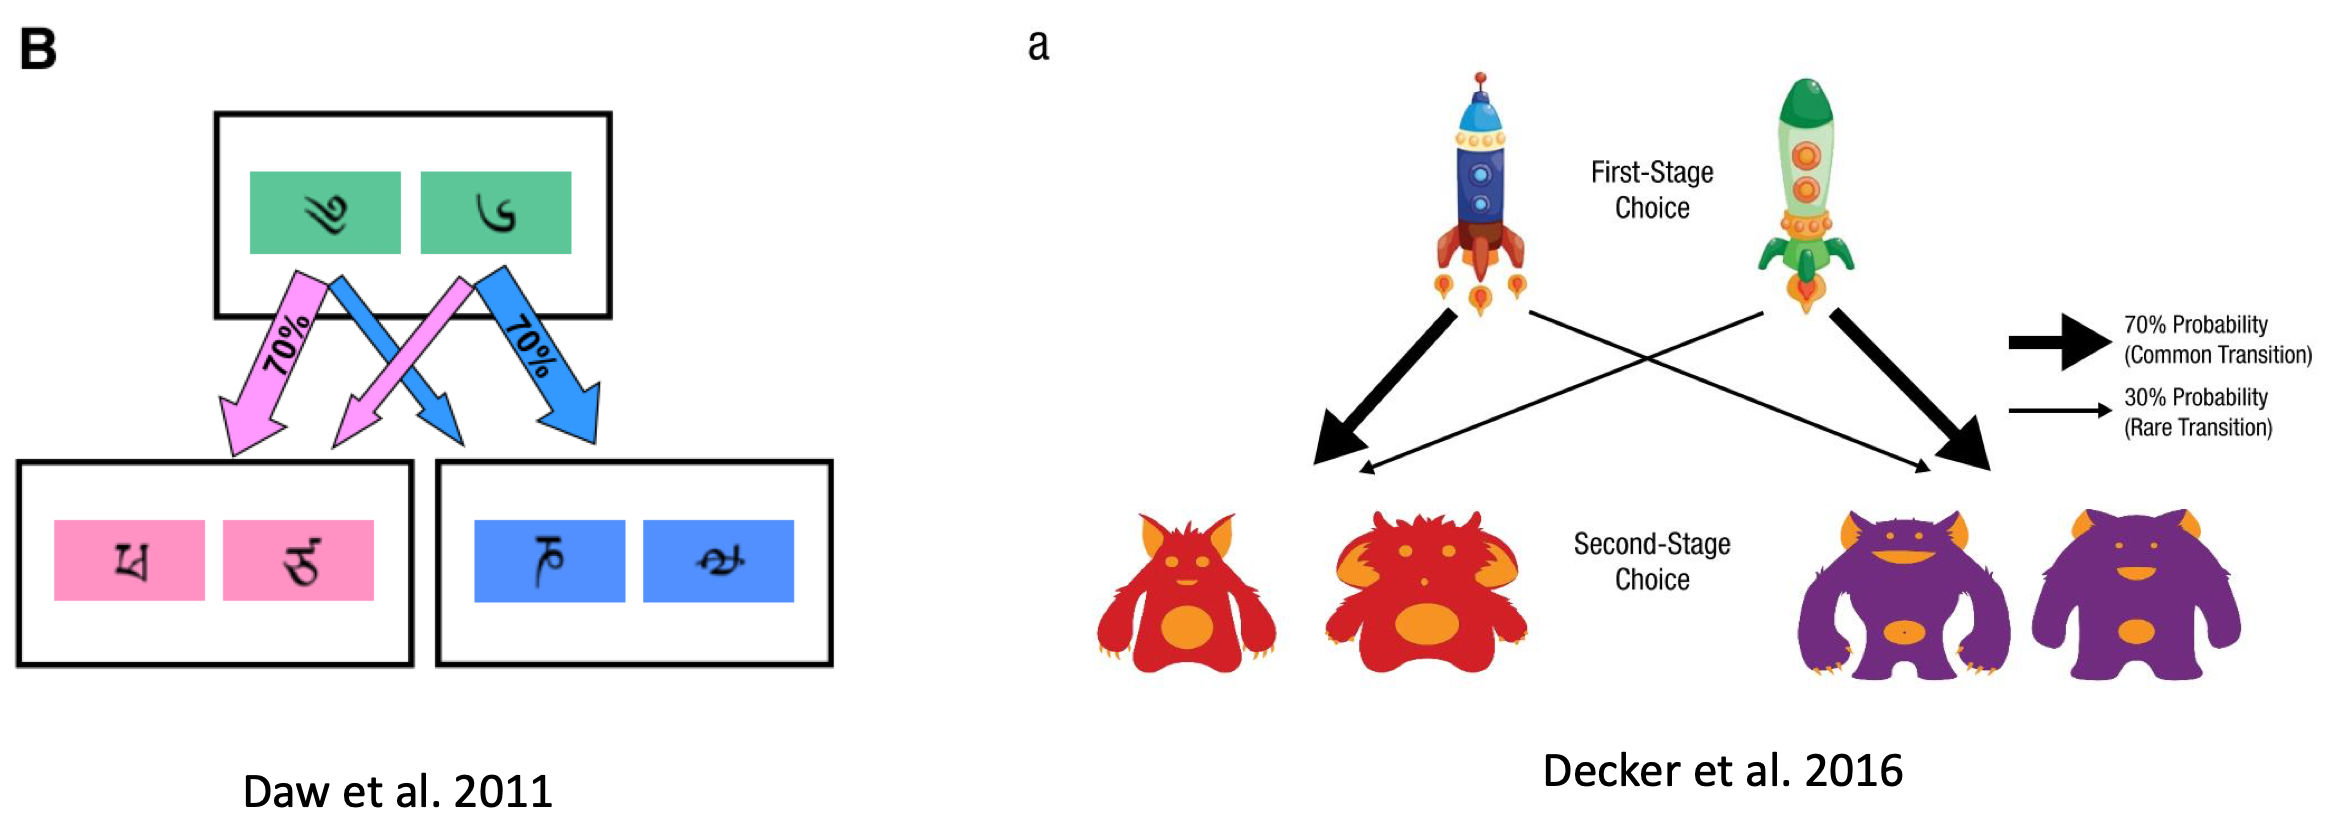 B
70%
70%
Daw et al. 2011
a
First-Stage
Choice
70% Probability
(Common Transition)
30% Probability
(Rare Transition)
Second-Stage
Choice
Decker et al. 2016